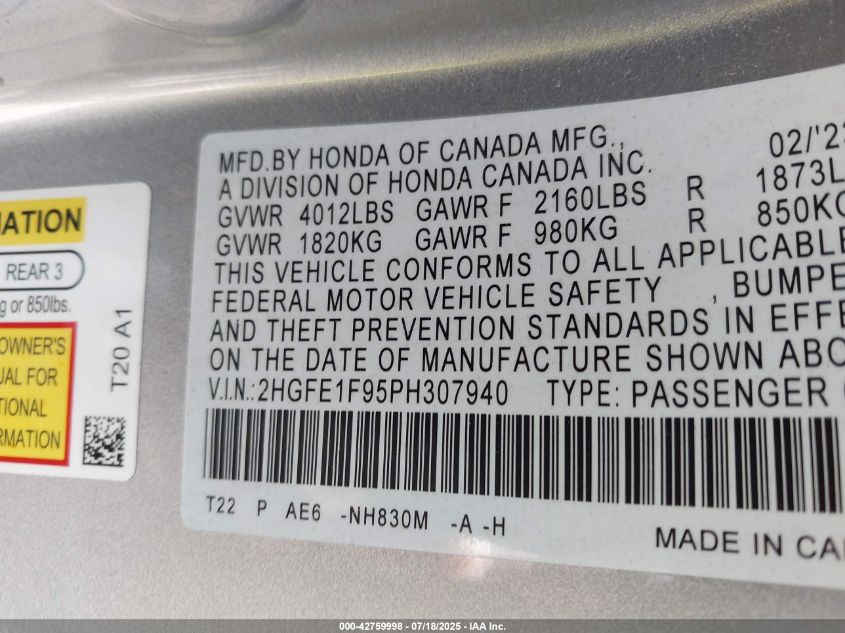 MATION
REAR 3
g or 850lbs.
OWNER'S
UAL FOR
TIONAL
RMATION
T20 A1
MFD.BY HONDA OF CANADA MFG., 02/'23
A DIVISION OF HONDA CANADA INC.
GVWR 4012LBS GAWR F 2160LBS R 1873L
GVWR 1820KG GAWR F 980KG R 850KG
THIS VEHICLE CONFORMS TO ALL APPLICABLE
FEDERAL MOTOR VEHICLE SAFETY , BUMPE
AND THEFT PREVENTION STANDARDS IN EFFE
ON THE DATE OF MANUFACTURE SHOWN ABO
V.I.N.:2HGFE1F95PH307940 TYPE: PASSENGER
T22 P AE6 -NH830M -A -H
MADE IN CA
000-42759998 - 07/18/2025 - IAA Inc.